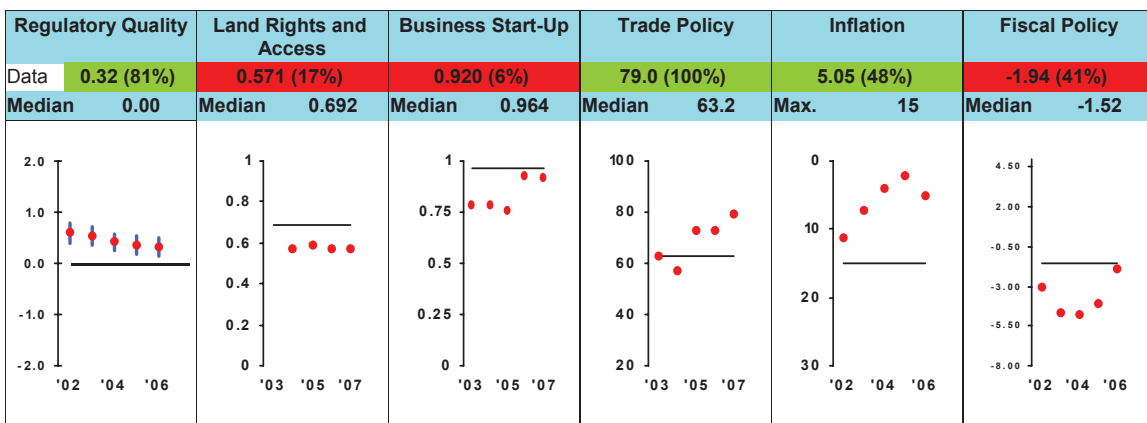 Regulatory Quality
Data 0.32 (81%)
Median 0.00
2.0
1.0
0.0
-1.0
-2.0
'02 '04 '06
Land Rights and
Access
0.571 (17%)
Median 0.692
1
0.8
0.6
0.4
0.2
0
'03 '05 '07
Business Start-Up
0.920 (6%)
Median 0.964
1
0.75
0.5
0.25
0
'03 '05 '07
Trade Policy
79.0 (100%)
Median 63.2
100
80
60
40
20
'03 '05 '07
Inflation
5.05 (48%)
Max. 15
0
10
20
30
'02 '04 '06
Fiscal Policy
-1.94 (41%)
Median -1.52
4.50
2.00
-0.50
-3.00
-5.50
-8.00
'02 '04 '06